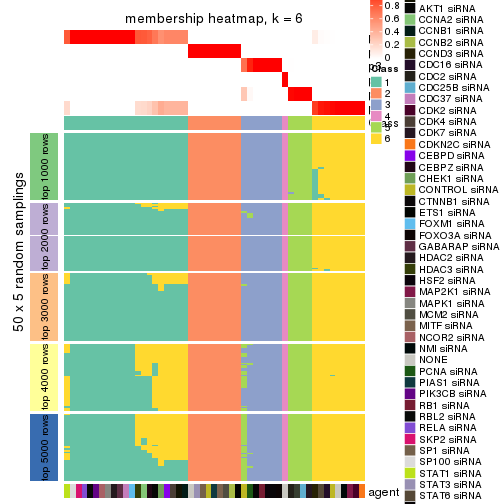 membership heatmap, k = 6
50 x 5 random samplings
top 1000 rows
top 2000 rows
top 3000 rows
top 4000 rows
top 5000 rows
0.8
0.6
0.4
0.2
0
Class
1
2
3
4
6
agent
AKT1 siRNA
CCNA2 siRNA
CCNB1 siRNA
CCNB2 siRNA
CCND3 siRNA
CDC16 siRNA
CDC2 siRNA
CDC25B siRNA
CDC37 siRNA
CDK2 siRNA
CDK4 siRNA
CDK7 siRNA
CDKN2C siRNA
CEBPD siRNA
CEBPZ siRNA
CHEK1 siRNA
CONTROL siRNA
CTNNB1 siRNA
ETS1 siRNA
FOXM1 siRNA
FOXO3A siRNA
GABARAP siRNA
HDAC2 siRNA
HDAC3 siRNA
HSF2 siRNA
MAP2K1 siRNA
MAPK1 siRNA
MCM2 siRNA
MITF siRNA
NCOR2 siRNA
NMI siRNA
NONE
PCNA siRNA
PIAS1 siRNA
PIK3CB siRNA
RB1 siRNA
RBL2 siRNA
RELA siRNA
SKP2 siRNA
SP1 siRNA
SP100 siRNA
STAT1 siRNA
STAT3 siRNA
STAT6 siRNA